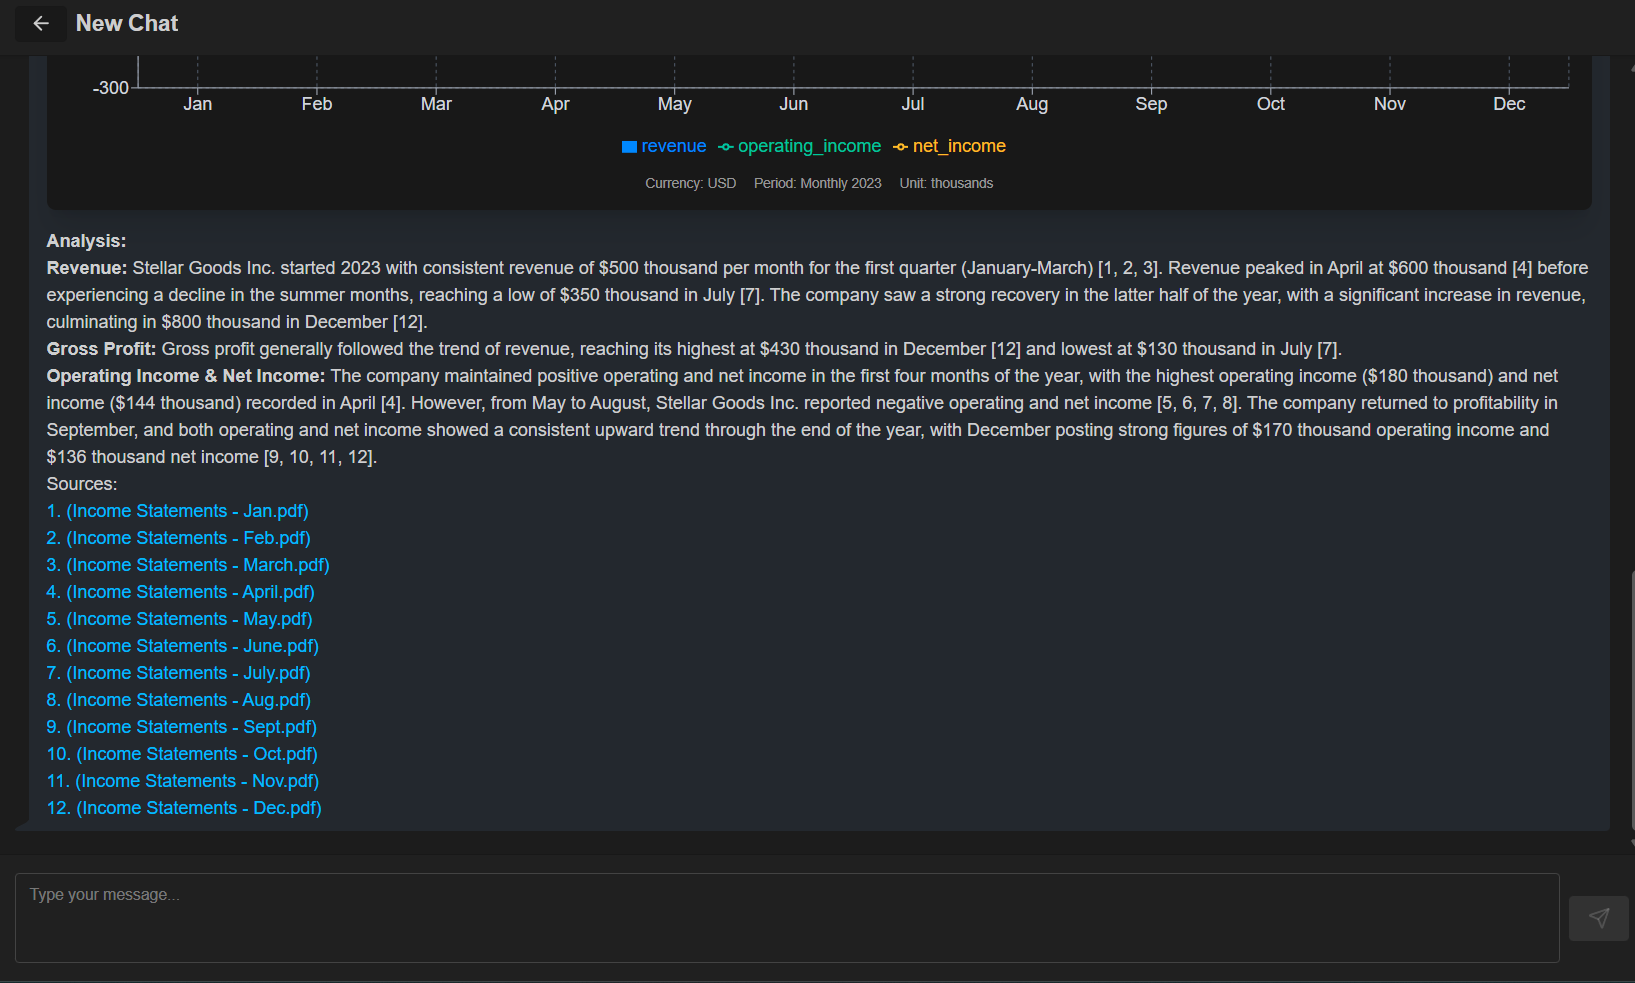 New Chat
-300
Jan Feb Mar Apr May Jun Jul Aug Sep Oct Nov Dec
revenue operating_income net_income
Currency: USD Period: Monthly 2023 Unit: thousands
Analysis:
Revenue: Stellar Goods Inc. started 2023 with consistent revenue of $500 thousand per month for the first quarter (January-March) [1, 2, 3]. Revenue peaked in April at $600 thousand [4] before
experiencing a decline in the summer months, reaching a low of $350 thousand in July [7]. The company saw a strong recovery in the latter half of the year, with a significant increase in revenue,
culminating in $800 thousand in December [12].
Gross Profit: Gross profit generally followed the trend of revenue, reaching its highest at $430 thousand in December [12] and lowest at $130 thousand in July [7].
Operating Income & Net Income: The company maintained positive operating and net income in the first four months of the year, with the highest operating income ($180 thousand) and net
income ($144 thousand) recorded in April [4]. However, from May to August, Stellar Goods Inc. reported negative operating and net income [5, 6, 7, 8]. The company returned to profitability in
September, and both operating and net income showed a consistent upward trend through the end of the year, with December posting strong figures of $170 thousand operating income and
$136 thousand net income [9, 10, 11, 12].
Sources:
1. (Income Statements - Jan.pdf)
2. (Income Statements - Feb.pdf)
3. (Income Statements - March.pdf)
4. (Income Statements - April.pdf)
5. (Income Statements - May.pdf)
6. (Income Statements - June.pdf)
7. (Income Statements - July.pdf)
8. (Income Statements - Aug.pdf)
9. (Income Statements - Sept.pdf)
10. (Income Statements - Oct.pdf)
11. (Income Statements - Nov.pdf)
12. (Income Statements - Dec.pdf)
Type your message...